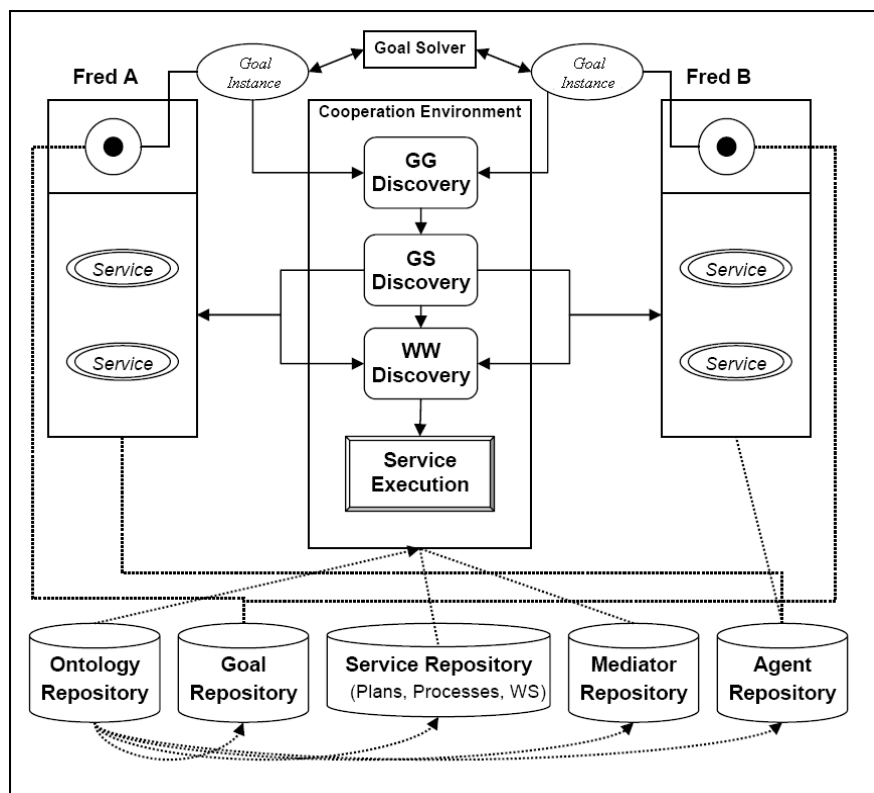 Goal Solver
Goal
Instance
Goal
Instance
Fred A
Fred B
Cooperation Environment
GG
Discovery
GS
Discovery
WW
Discovery
Service
Execution
Service
Service
Service
Service
Ontology
Repository
Goal
Repository
Service Repository
(Plans, Processes, WS)
Mediator
Repository
Agent
Repository